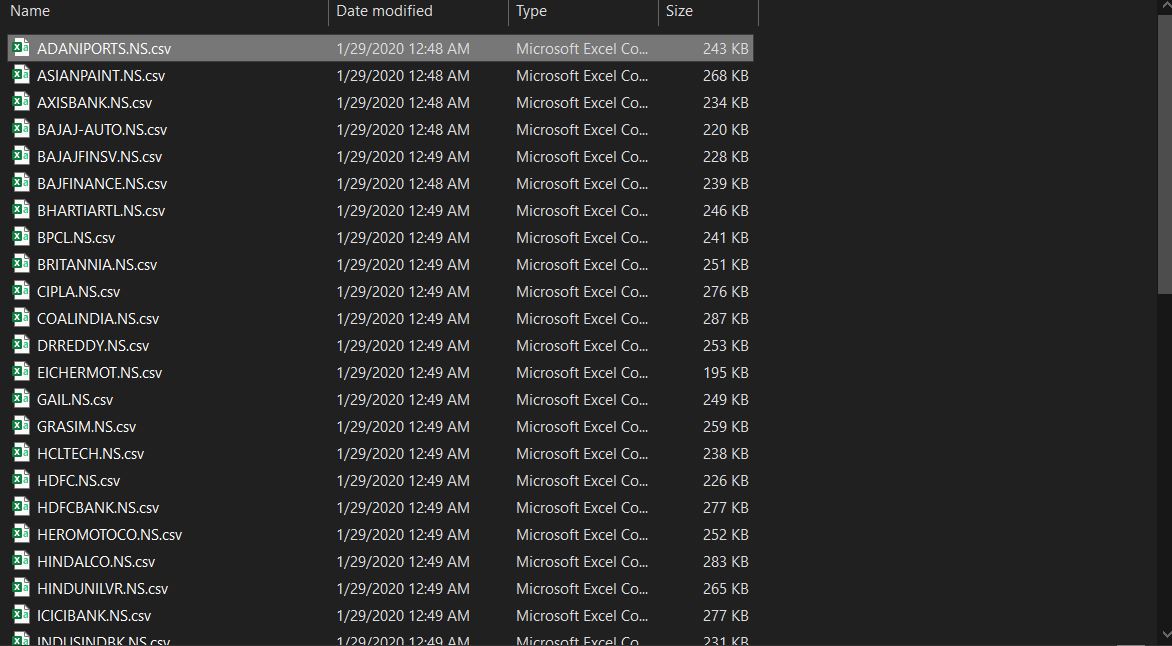 Name Date modified Type Size
ADANIPORTS.NS.csv 1/29/2020 12:48 AM Microsoft Excel Co... 243 KB
ASIANPAINT.NS.csv 1/29/2020 12:48 AM Microsoft Excel Co... 268 KB
AXISBANK.NS.csv 1/29/2020 12:48 AM Microsoft Excel Co... 234 KB
BAJAJ-AUTO.NS.csv 1/29/2020 12:48 AM Microsoft Excel Co... 220 KB
BAJAJFINSV.NS.csv 1/29/2020 12:49 AM Microsoft Excel Co... 228 KB
BAJFINANCE.NS.csv 1/29/2020 12:48 AM Microsoft Excel Co... 239 KB
BHARTIARTL.NS.csv 1/29/2020 12:49 AM Microsoft Excel Co... 246 KB
BPCL.NS.csv 1/29/2020 12:49 AM Microsoft Excel Co... 241 KB
BRITANNIA.NS.csv 1/29/2020 12:49 AM Microsoft Excel Co... 251 KB
CIPLA.NS.csv 1/29/2020 12:49 AM Microsoft Excel Co... 276 KB
COALINDIA.NS.csv 1/29/2020 12:49 AM Microsoft Excel Co... 287 KB
DRREDDY.NS.csv 1/29/2020 12:49 AM Microsoft Excel Co... 253 KB
EICHERMOT.NS.csv 1/29/2020 12:49 AM Microsoft Excel Co... 195 KB
GAIL.NS.csv 1/29/2020 12:49 AM Microsoft Excel Co... 249 KB
GRASIM.NS.csv 1/29/2020 12:49 AM Microsoft Excel Co... 259 KB
HCLTECH.NS.csv 1/29/2020 12:49 AM Microsoft Excel Co... 238 KB
HDFC.NS.csv 1/29/2020 12:49 AM Microsoft Excel Co... 226 KB
HDFCBANK.NS.csv 1/29/2020 12:49 AM Microsoft Excel Co... 277 KB
HEROMOTOCO.NS.csv 1/29/2020 12:49 AM Microsoft Excel Co... 252 KB
HINDALCO.NS.csv 1/29/2020 12:49 AM Microsoft Excel Co... 283 KB
HINDUNILVR.NS.csv 1/29/2020 12:49 AM Microsoft Excel Co... 265 KB
ICICIBANK.NS.csv 1/29/2020 12:49 AM Microsoft Excel Co... 277 KB
INDUSINDBK.NS.csv 1/29/2020 12:49 AM Microsoft Excel Co... 231 KB